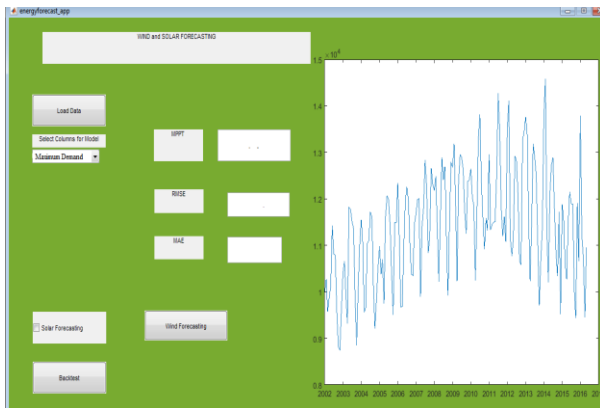 energyforecast_app
WIND and SOLAR FORECASTING
Load Data
Select Columns for Model
Maximum Demand
MPPT
RMSE
MAE
Solar Forecasting
Wind Forecasting
Backtest
×10⁴
1.5
1.4
1.3
1.2
1.1
1
0.9
0.8
2002 2003 2004 2005 2006 2007 2008 2009 2010 2011 2012 2013 2014 2015 2016